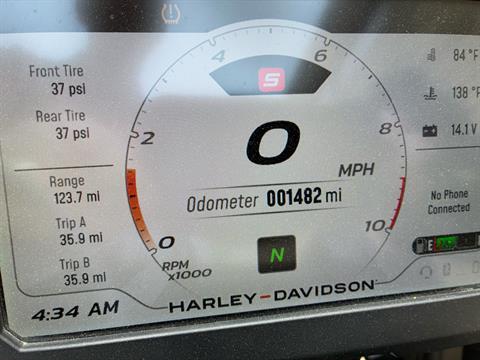 Front Tire
37 psi
Rear Tire
37 psi
Range
123.7 mi
Trip A
35.9 mi
Trip B
35.9 mi
4:34 AM
4
6
2
8
0
10
S
0
MPH
Odometer 001482 mi
RPM
x1000
N
HARLEY-DAVIDSON
84 °F
138 °F
14.1 V
No Phone
Connected
E